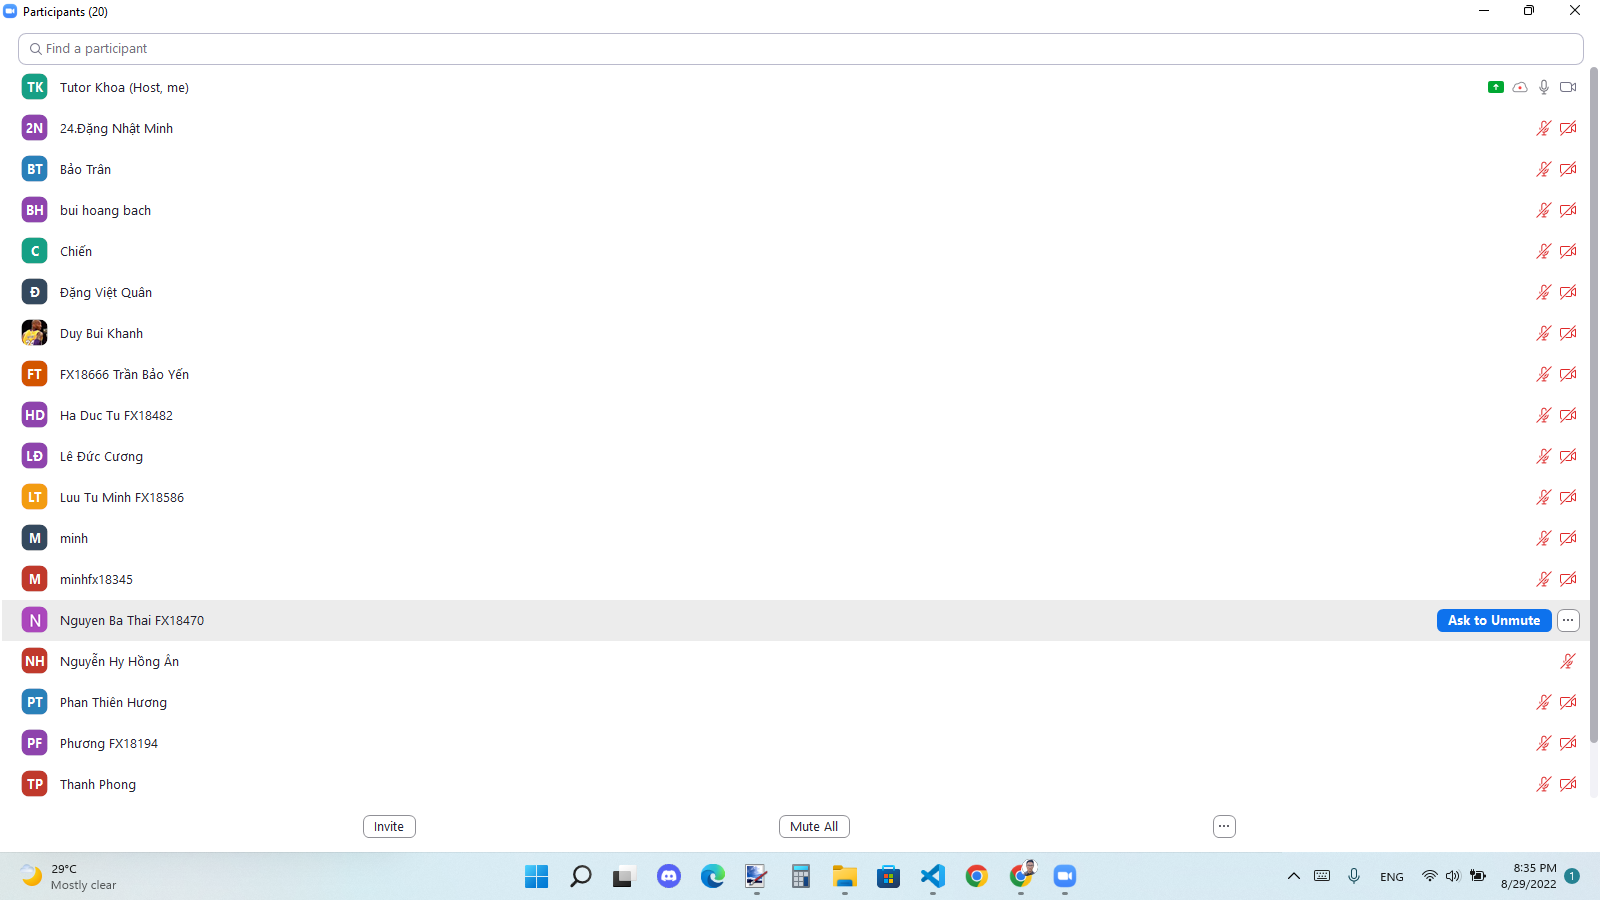 Participants (20)
Find a participant
TK Tutor Khoa (Host, me)
2N 24.Đặng Nhật Minh
BT Bảo Trân
BH bui hoang bach
C Chiến
Đ Đặng Việt Quân
Duy Bui Khanh
FT FX18666 Trần Bảo Yến
HD Ha Duc Tu FX18482
LĐ Lê Đức Cương
LT Luu Tu Minh FX18586
M minh
M minhfx18345
N Nguyen Ba Thai FX18470 Ask to Unmute
NH Nguyễn Hy Hồng Ân
PT Phan Thiên Hương
PF Phương FX18194
TP Thanh Phong
Invite Mute All
29°C
Mostly clear
ENG
8:35 PM
8/29/2022
1